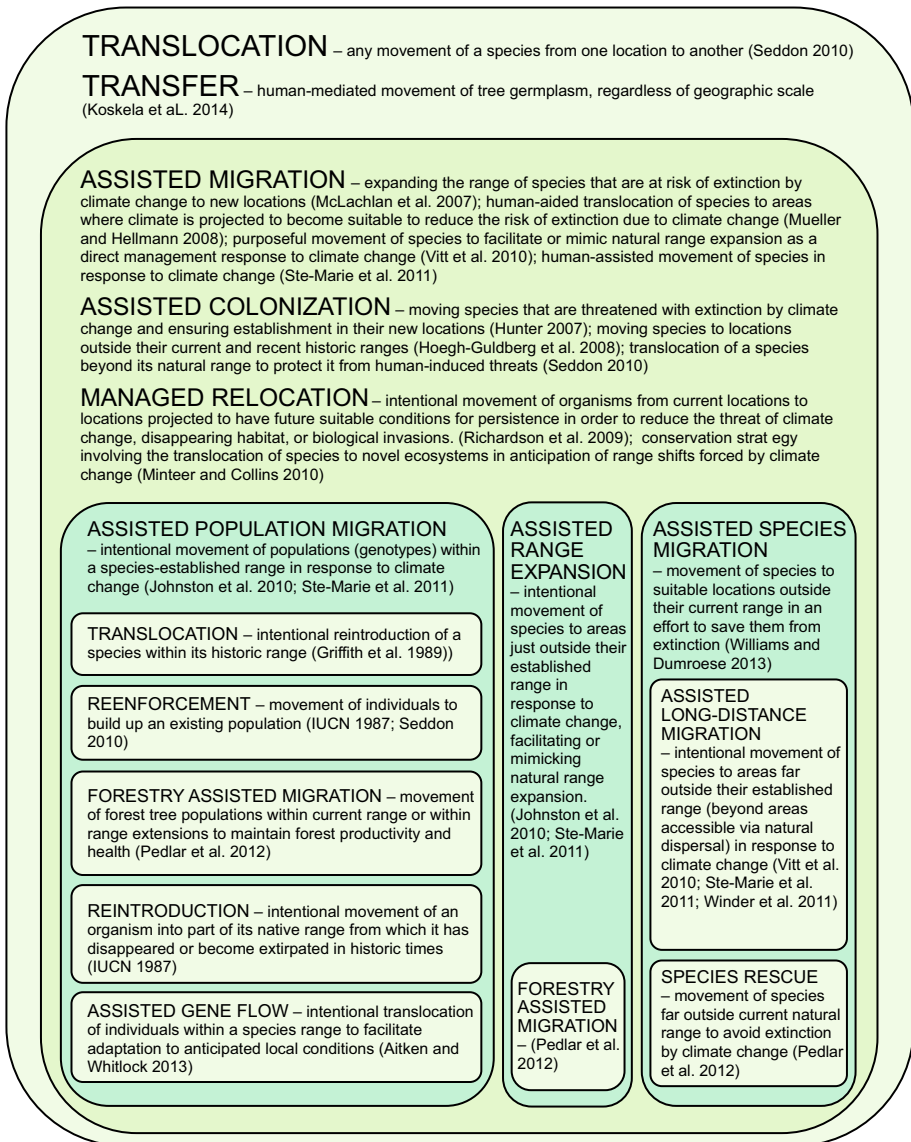 TRANSLOCATION – any movement of a species from one location to another (Seddon 2010)
TRANSFER – human-mediated movement of tree germplasm, regardless of geographic scale
(Koskela et aL. 2014)
ASSISTED MIGRATION – expanding the range of species that are at risk of extinction by
climate change to new locations (McLachlan et al. 2007); human-aided translocation of species to areas
where climate is projected to become suitable to reduce the risk of extinction due to climate change (Mueller
and Hellmann 2008); purposeful movement of species to facilitate or mimic natural range expansion as a
direct management response to climate change (Vitt et al. 2010); human-assisted movement of species in
response to climate change (Ste-Marie et al. 2011)
ASSISTED COLONIZATION – moving species that are threatened with extinction by climate
change and ensuring establishment in their new locations (Hunter 2007); moving species to locations
outside their current and recent historic ranges (Hoegh-Guldberg et al. 2008); translocation of a species
beyond its natural range to protect it from human-induced threats (Seddon 2010)
MANAGED RELOCATION – intentional movement of organisms from current locations to
locations projected to have future suitable conditions for persistence in order to reduce the threat of climate
change, disappearing habitat, or biological invasions. (Richardson et al. 2009); conservation strat egy
involving the translocation of species to novel ecosystems in anticipation of range shifts forced by climate
change (Minteer and Collins 2010)
ASSISTED POPULATION MIGRATION
– intentional movement of populations (genotypes) within
a species-established range in response to climate
change (Johnston et al. 2010; Ste-Marie et al. 2011)
TRANSLOCATION – intentional reintroduction of a
species within its historic range (Griffith et al. 1989))
REENFORCEMENT – movement of individuals to
build up an existing population (IUCN 1987; Seddon
2010)
FORESTRY ASSISTED MIGRATION – movement
of forest tree populations within current range or within
range extensions to maintain forest productivity and
health (Pedlar et al. 2012)
REINTRODUCTION – intentional movement of an
organism into part of its native range from which it has
disappeared or become extirpated in historic times
(IUCN 1987)
ASSISTED GENE FLOW – intentional translocation
of individuals within a species range to facilitate
adaptation to anticipated local conditions (Aitken and
Whitlock 2013)
ASSISTED
RANGE
EXPANSION
– intentional
movement of
species to areas
just outside their
established
range in
response to
climate change,
facilitating or
mimicking
natural range
expansion.
(Johnston et al.
2010; Ste-Marie
et al. 2011)
FORESTRY
ASSISTED
MIGRATION
– (Pedlar et al.
2012)
ASSISTED SPECIES
MIGRATION
– movement of species to
suitable locations outside
their current range in an
effort to save them from
extinction (Williams and
Dumroese 2013)
ASSISTED
LONG-DISTANCE
MIGRATION
– intentional movement of
species to areas far
outside their established
range (beyond areas
accessible via natural
dispersal) in response to
climate change (Vitt et al.
2010; Ste-Marie et al.
2011; Winder et al. 2011)
SPECIES RESCUE
– movement of species
far outside current natural
range to avoid extinction
by climate change (Pedlar
et al. 2012)